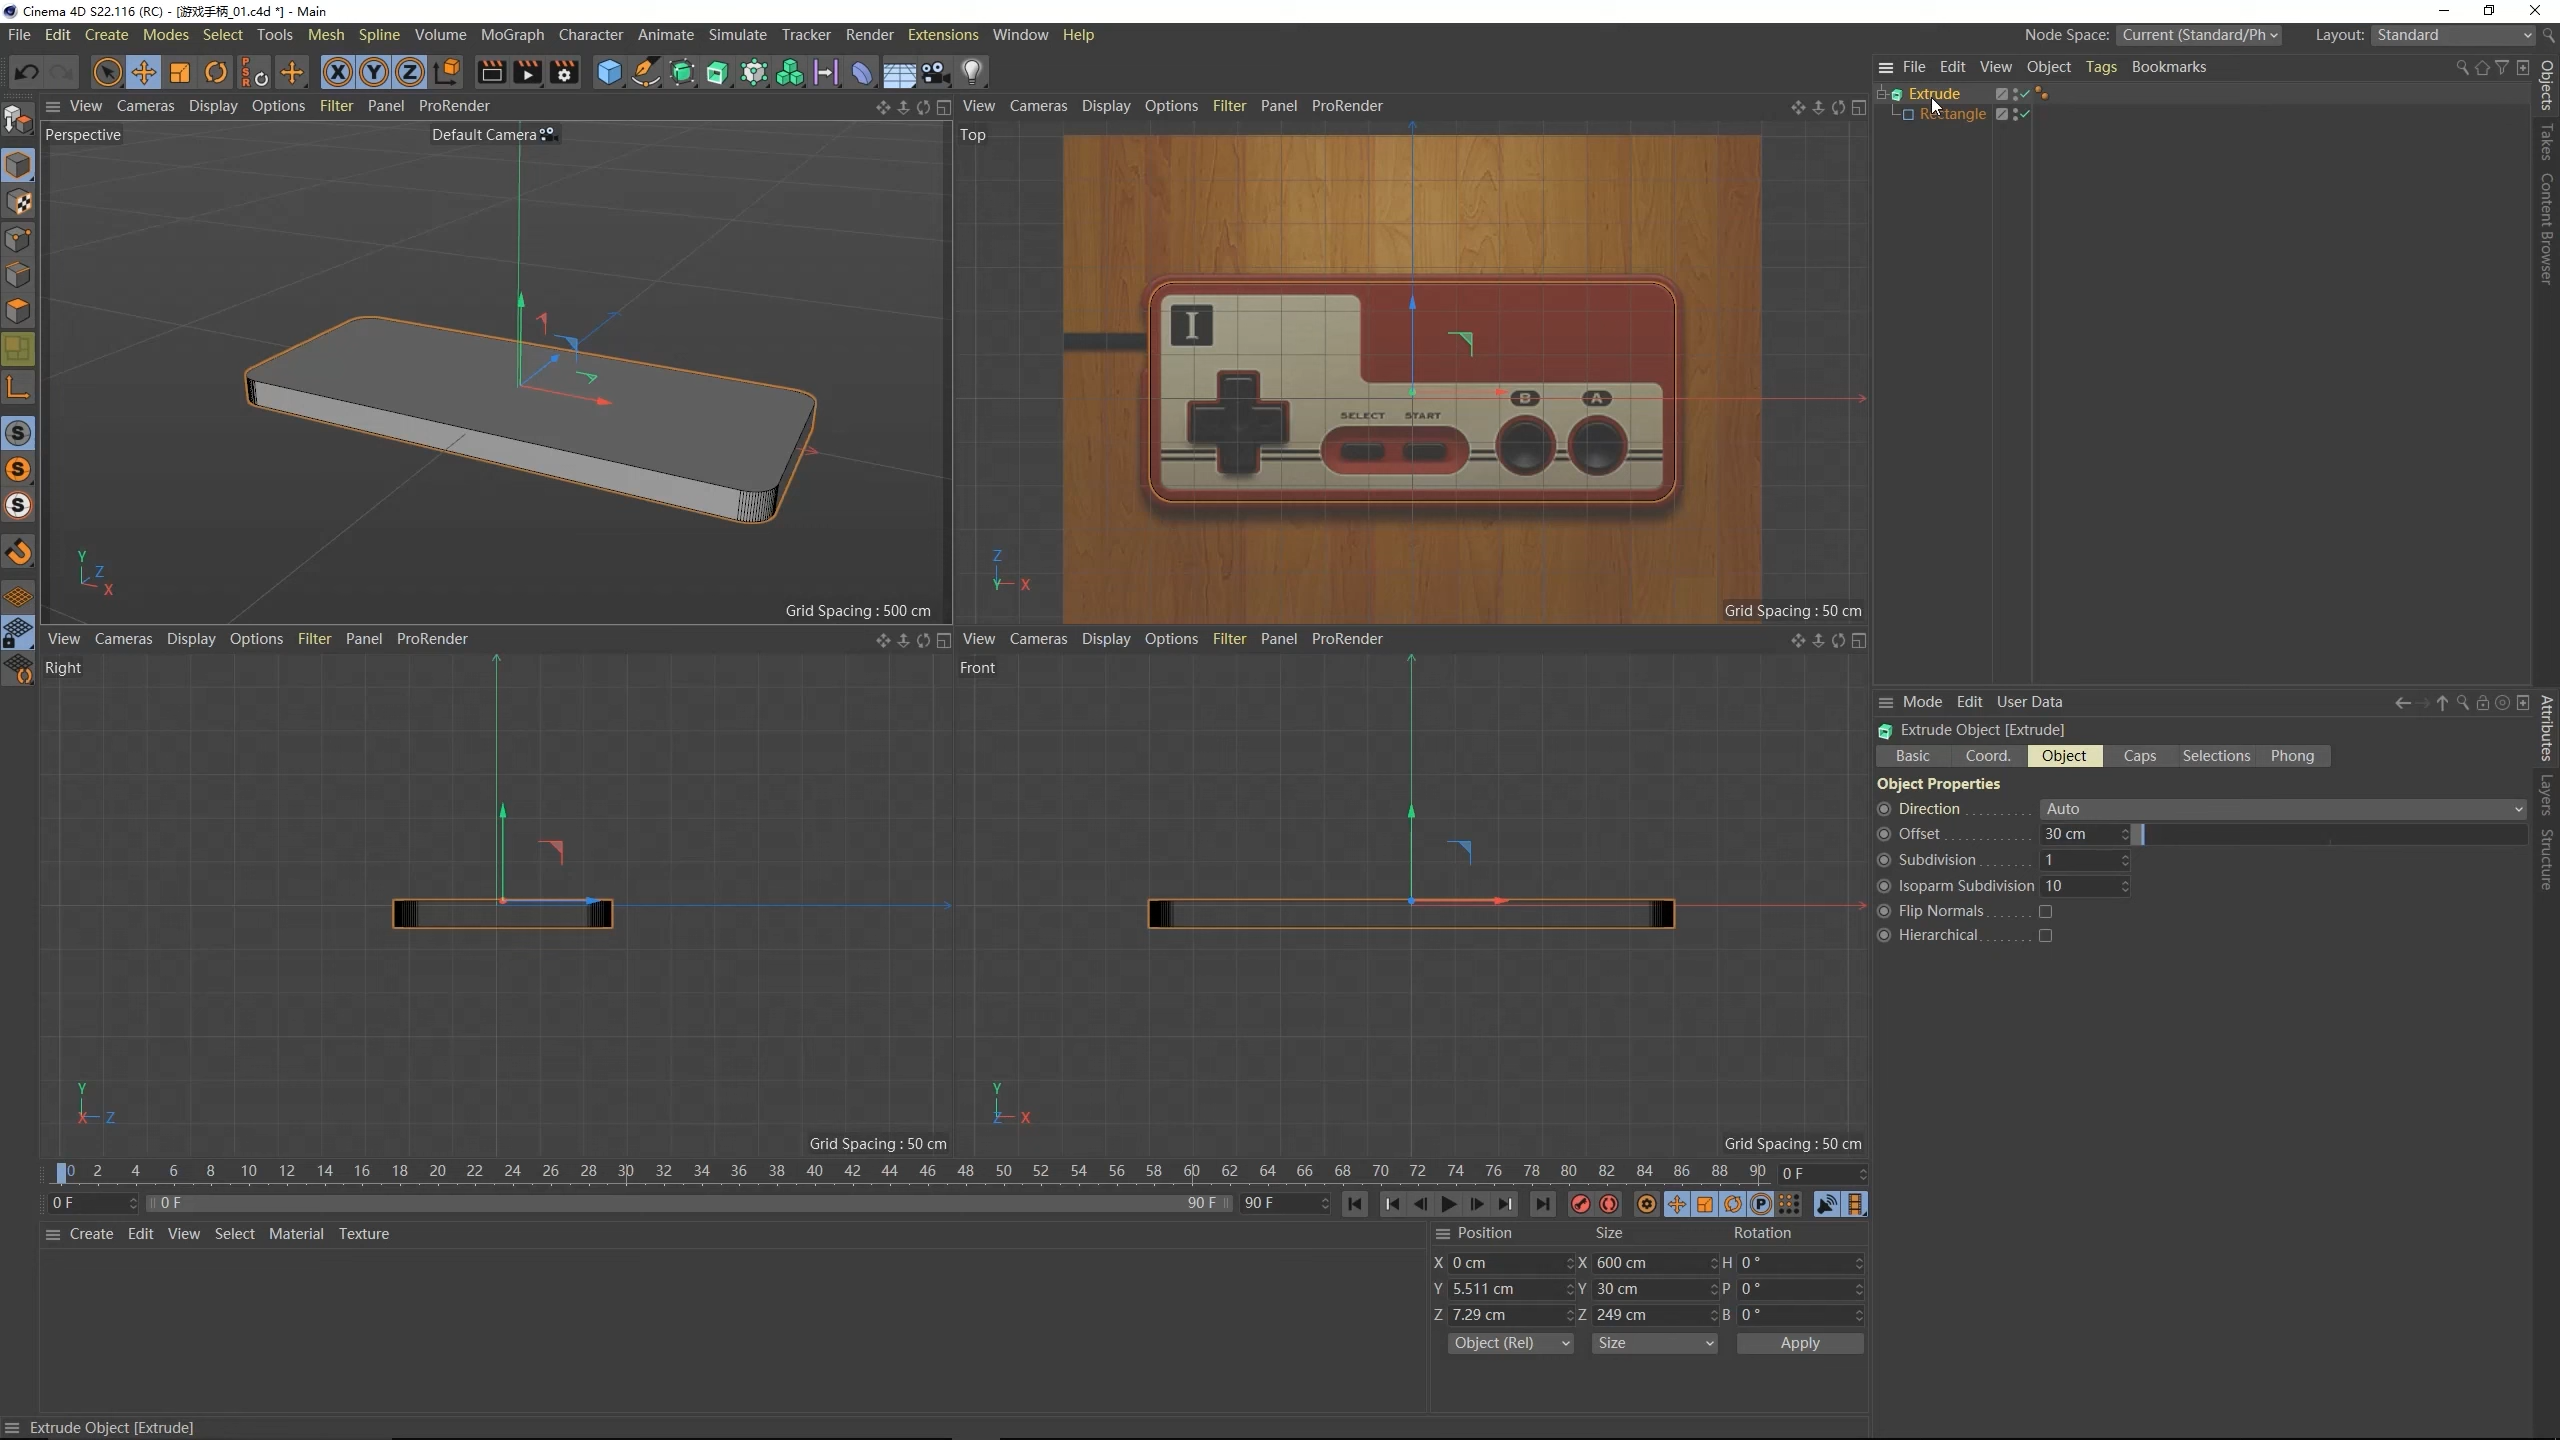 Cinema 4D S22.116 (RC) - [游戏手柄_01.c4d *] - Main
File Edit Create Modes Select Tools Mesh Spline Volume MoGraph Character Animate Simulate Tracker Render Extensions Window Help
Node Space: Current (Standard/Ph Layout: Standard
PSR X Y Z
File Edit View Object Tags Bookmarks
View Cameras Display Options Filter Panel ProRender
View Cameras Display Options Filter Panel ProRender
Extrude
Rectangle
Objects
Takes
Content Browser
Perspective
Default Camera
Top
I
B A
SELECT START
S
S
S
Y
Z
X
Z
Y X
Grid Spacing : 500 cm
Grid Spacing : 50 cm
View Cameras Display Options Filter Panel ProRender
View Cameras Display Options Filter Panel ProRender
Right
Front
Y
X Z
Y
Z X
Grid Spacing : 50 cm
Grid Spacing : 50 cm
Mode Edit User Data
Extrude Object [Extrude]
Basic Coord. Object Caps Selections Phong
Object Properties
Direction Auto
Offset 30 cm
Subdivision 1
Isoparm Subdivision 10
Flip Normals
Hierarchical
Attributes
Layers
Structure
0 2 4 6 8 10 12 14 16 18 20 22 24 26 28 30 32 34 36 38 40 42 44 46 48 50 52 54 56 58 60 62 64 66 68 70 72 74 76 78 80 82 84 86 88 90 0 F
0 F 0 F 90 F 90 F P
Create Edit View Select Material Texture
Position Size Rotation
X 0 cm X 600 cm H 0 °
Y 5.511 cm Y 30 cm P 0 °
Z 7.29 cm Z 249 cm B 0 °
Object (Rel) Size Apply
Extrude Object [Extrude]